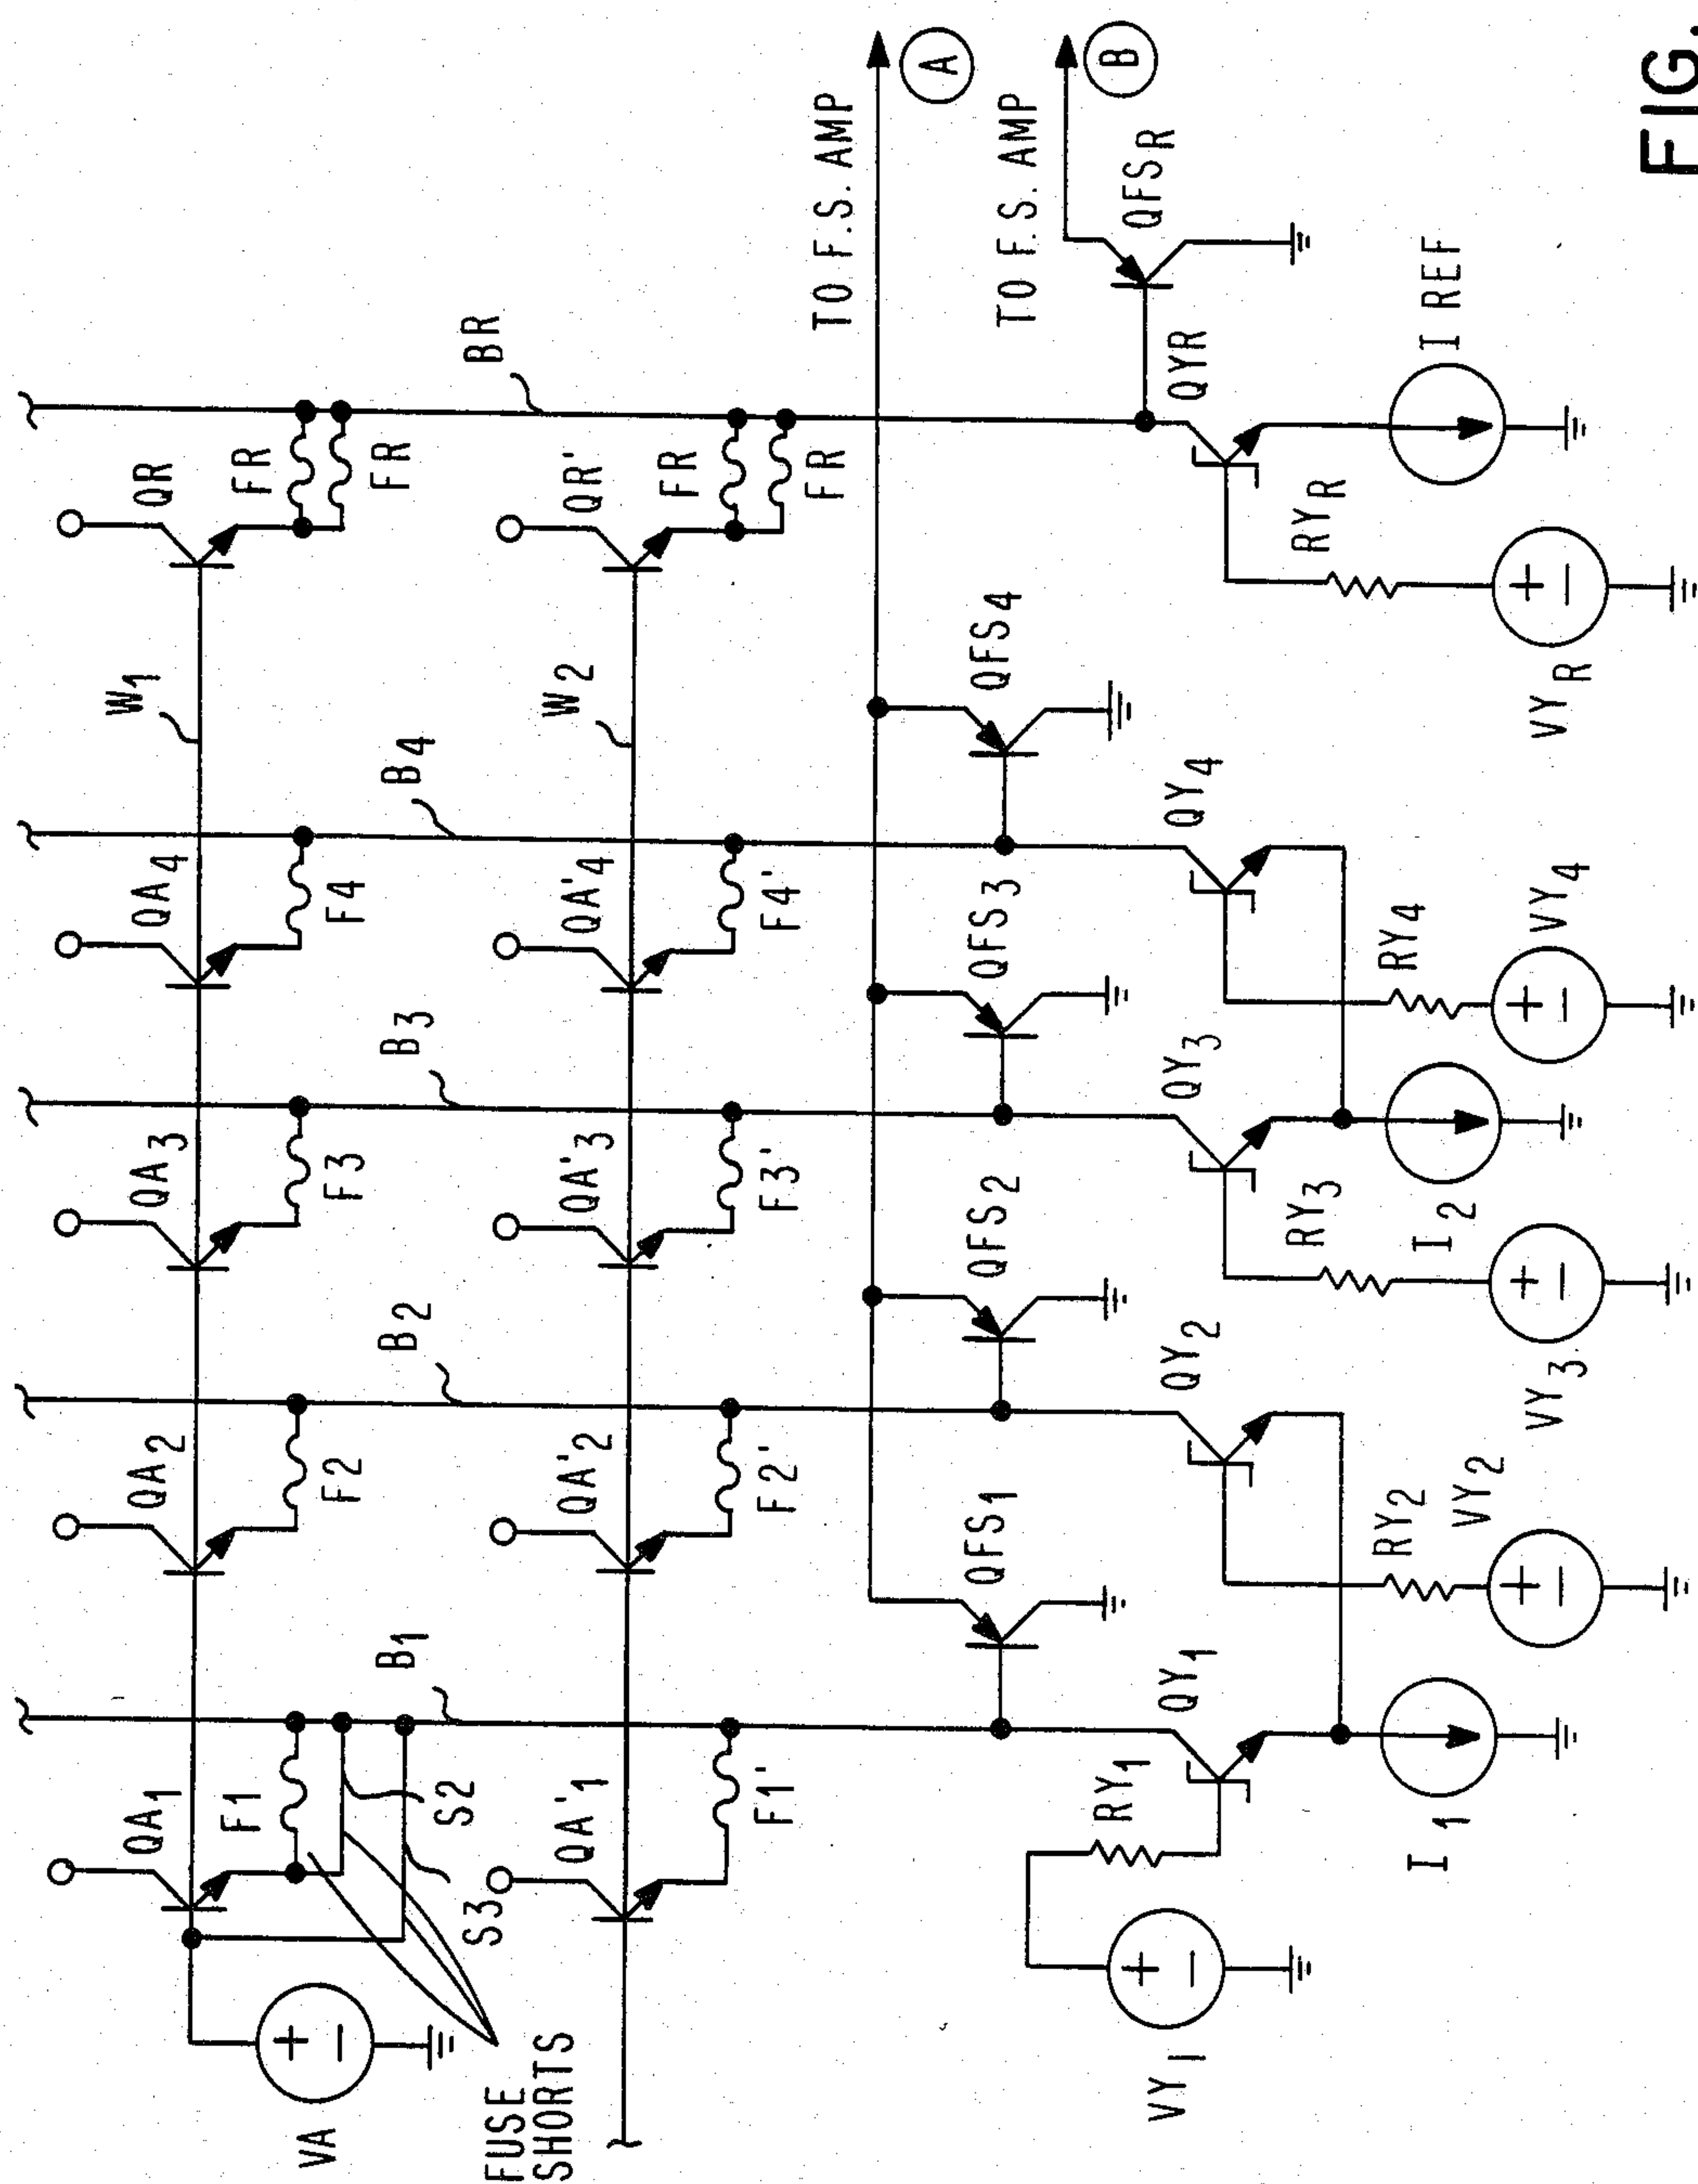 FIG.
TO F.S. AMP
A
TO F.S. AMP
B
QFSR
BR
QR
FR
FR
QR'
FR
FR
QYR
I REF
RYR
VYR
W1
W2
B4
QA4
F4
QA'4
F4'
QFS4
QY4
RY4
VY4
B3
QA3
F3
QA'3
F3'
QFS3
QY3
RY3
I2
VY3
B2
QA2
F2
QA'2
F2'
QFS2
QY2
RY2
VY2
B1
QA1
F1
S2
S3
QA'1
F1'
QFS1
QY1
RY1
I1
VY1
VA
FUSE
SHORTS